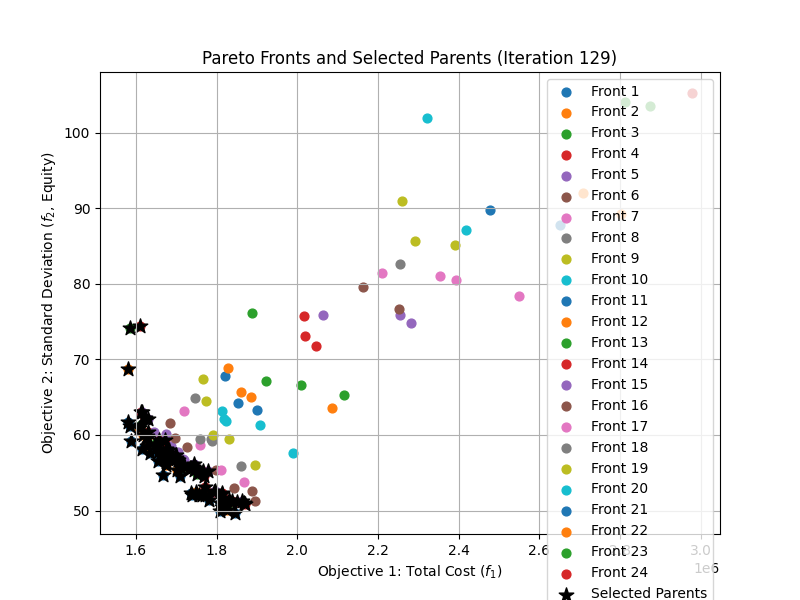 Pareto Fronts and Selected Parents (Iteration 129)
Objective 2: Standard Deviation (f₂, Equity)
100
90
80
70
60
50
1.6
1.8
2.0
2.2
2.4
2.6
2.8
3.0
1e6
Objective 1: Total Cost (f₁)
Front 1
Front 2
Front 3
Front 4
Front 5
Front 6
Front 7
Front 8
Front 9
Front 10
Front 11
Front 12
Front 13
Front 14
Front 15
Front 16
Front 17
Front 18
Front 19
Front 20
Front 21
Front 22
Front 23
Front 24
Selected Parents